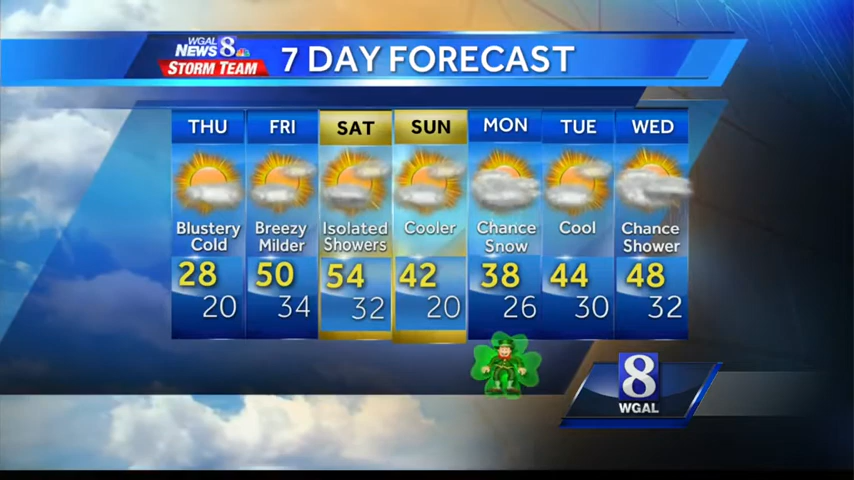 WGAL
NEWS 8
STORM TEAM
7 DAY FORECAST
THU FRI SAT SUN MON TUE WED
Blustery Cold
Breezy Milder
Isolated Showers
Cooler
Chance Snow
Cool
Chance Shower
28 50 54 42 38 44 48
20 34 32 20 26 30 32
8
WGAL